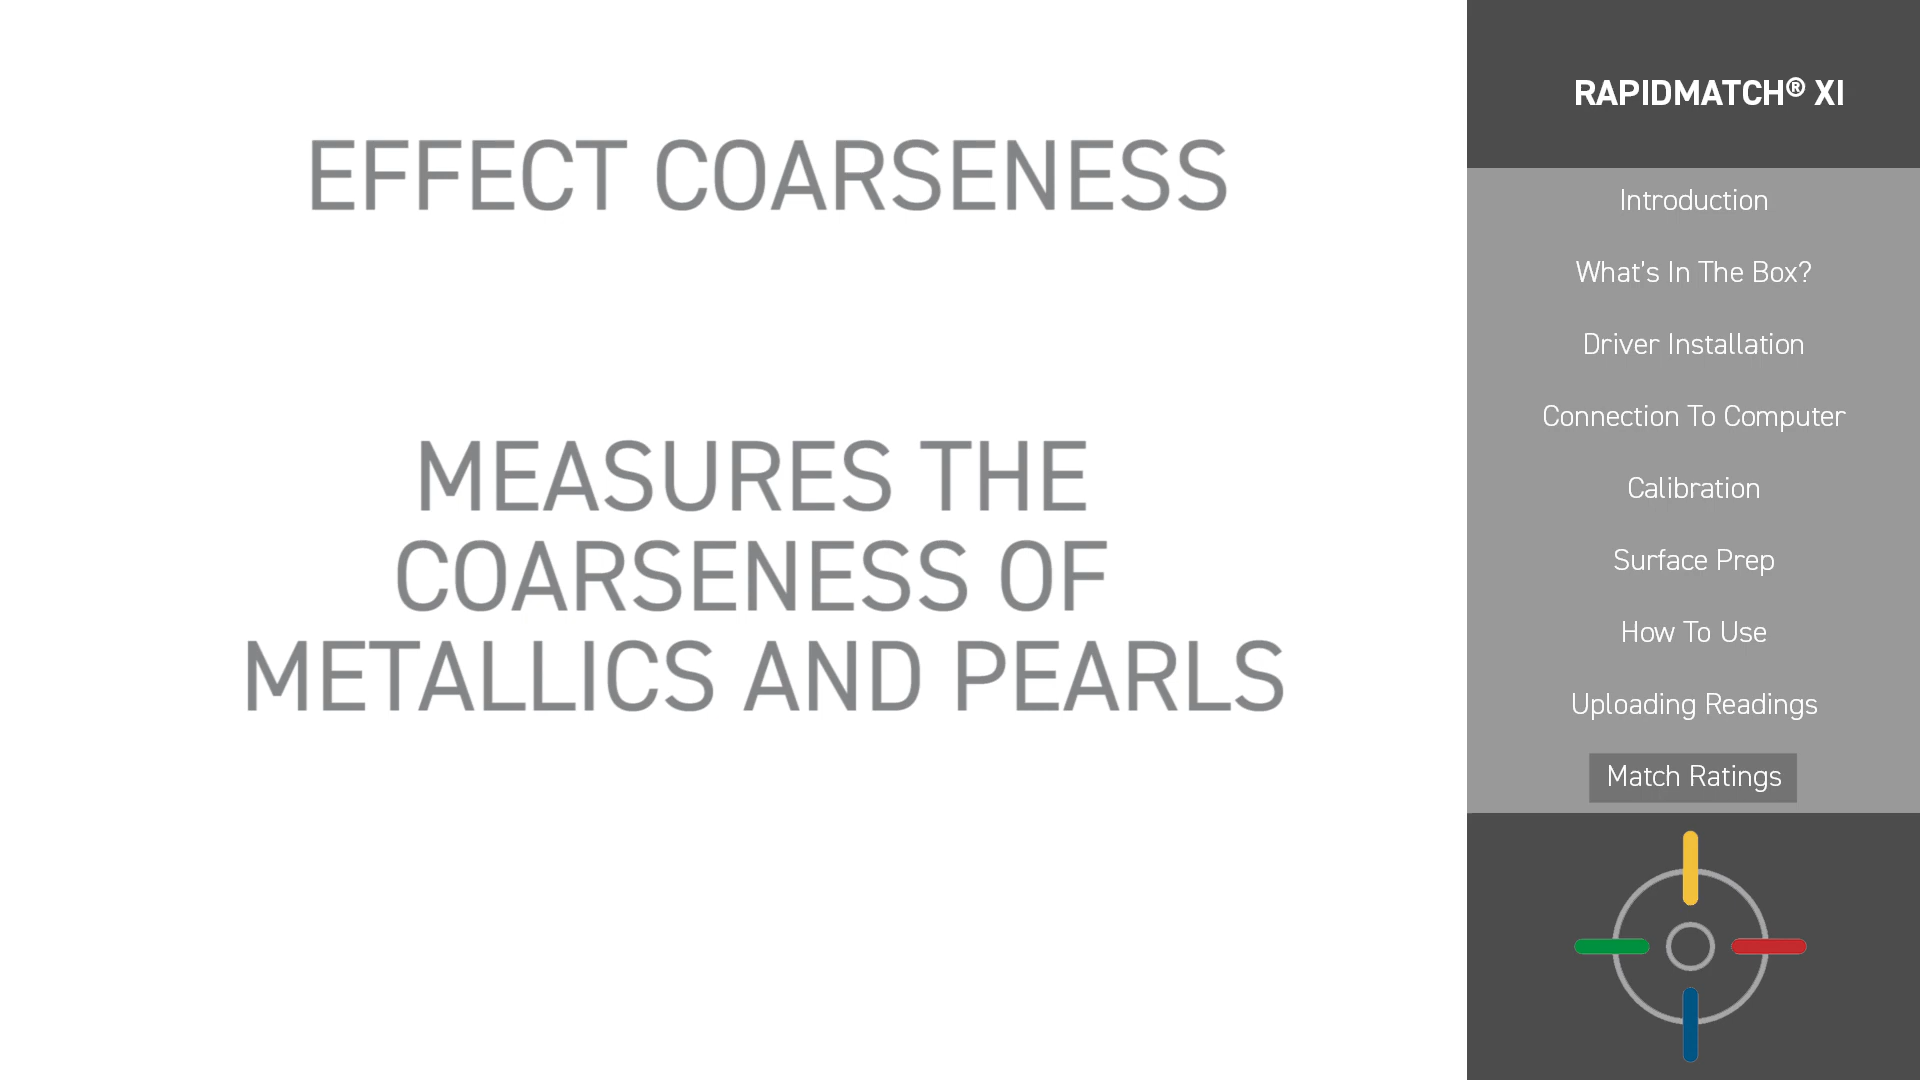 EFFECT COARSENESS
MEASURES THE
COARSENESS OF
METALLICS AND PEARLS
RAPIDMATCH® XI
Introduction
What's In The Box?
Driver Installation
Connection To Computer
Calibration
Surface Prep
How To Use
Uploading Readings
Match Ratings